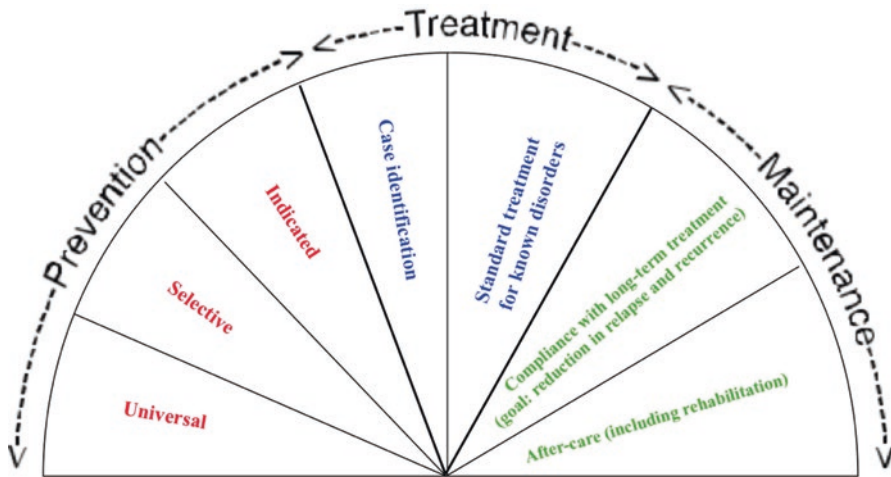 Prevention
Treatment
Maintenance
Universal
Selective
Indicated
Case identification
Standard treatment
for known disorders
Compliance with long-term treatment
(goal: reduction in relapse and recurrence)
After-care (including rehabilitation)